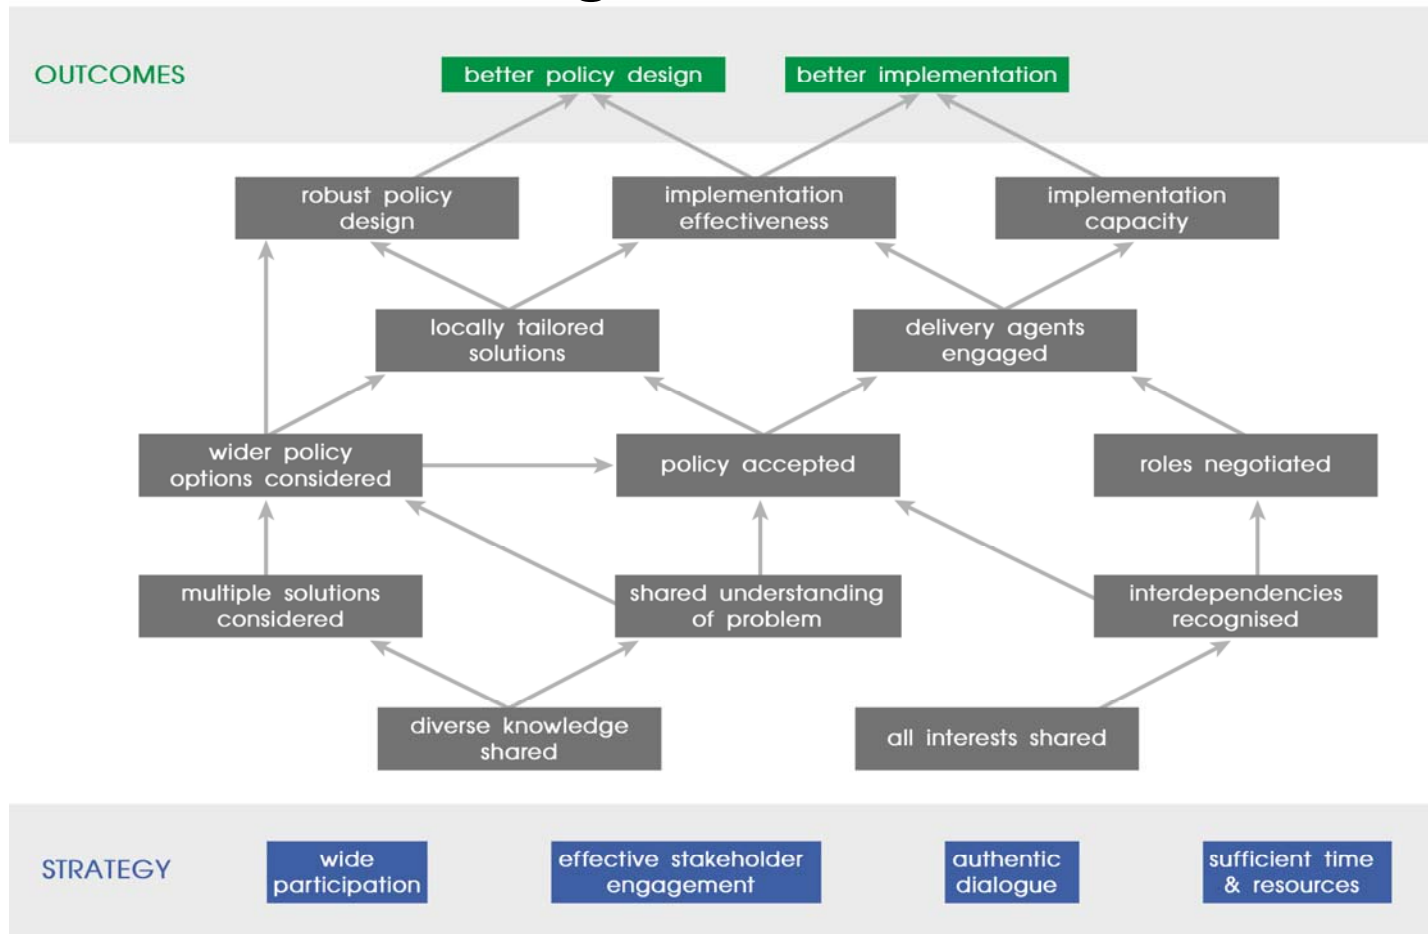 OUTCOMES
better policy design
better implementation
robust policy
design
implementation
effectiveness
implementation
capacity
locally tailored
solutions
delivery agents
engaged
wider policy
options considered
policy accepted
roles negotiated
multiple solutions
considered
shared understanding
of problem
interdependencies
recognised
diverse knowledge
shared
all interests shared
STRATEGY
wide
participation
effective stakeholder
engagement
authentic
dialogue
sufficient time
& resources